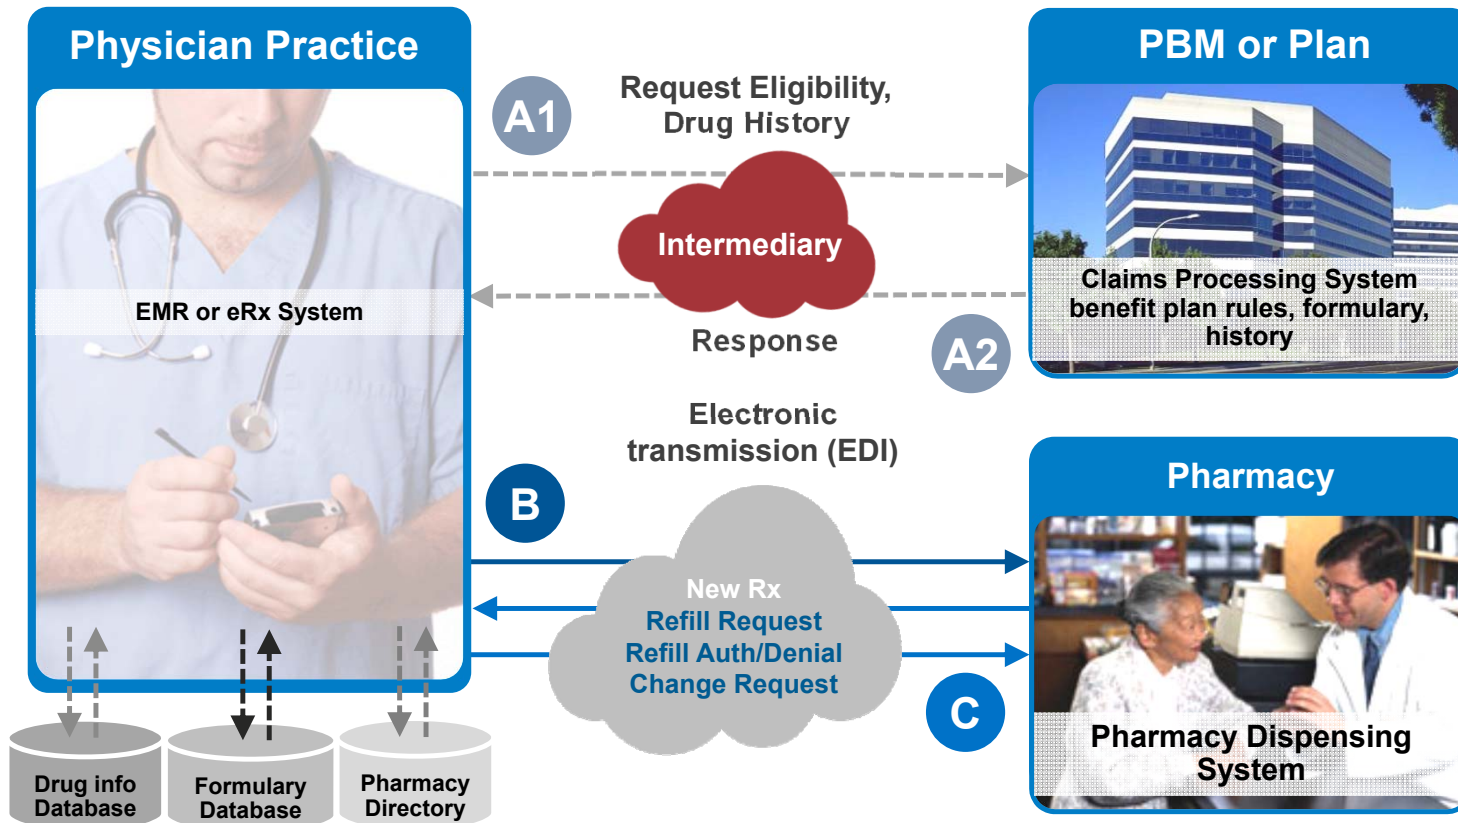 Physician Practice
EMR or eRx System
A1
Request Eligibility,
Drug History
Intermediary
Response
A2
PBM or Plan
Claims Processing System
benefit plan rules, formulary,
history
Electronic
transmission (EDI)
B
New Rx
Refill Request
Refill Auth/Denial
Change Request
C
Pharmacy
Pharmacy Dispensing
System
Drug info
Database
Formulary
Database
Pharmacy
Directory